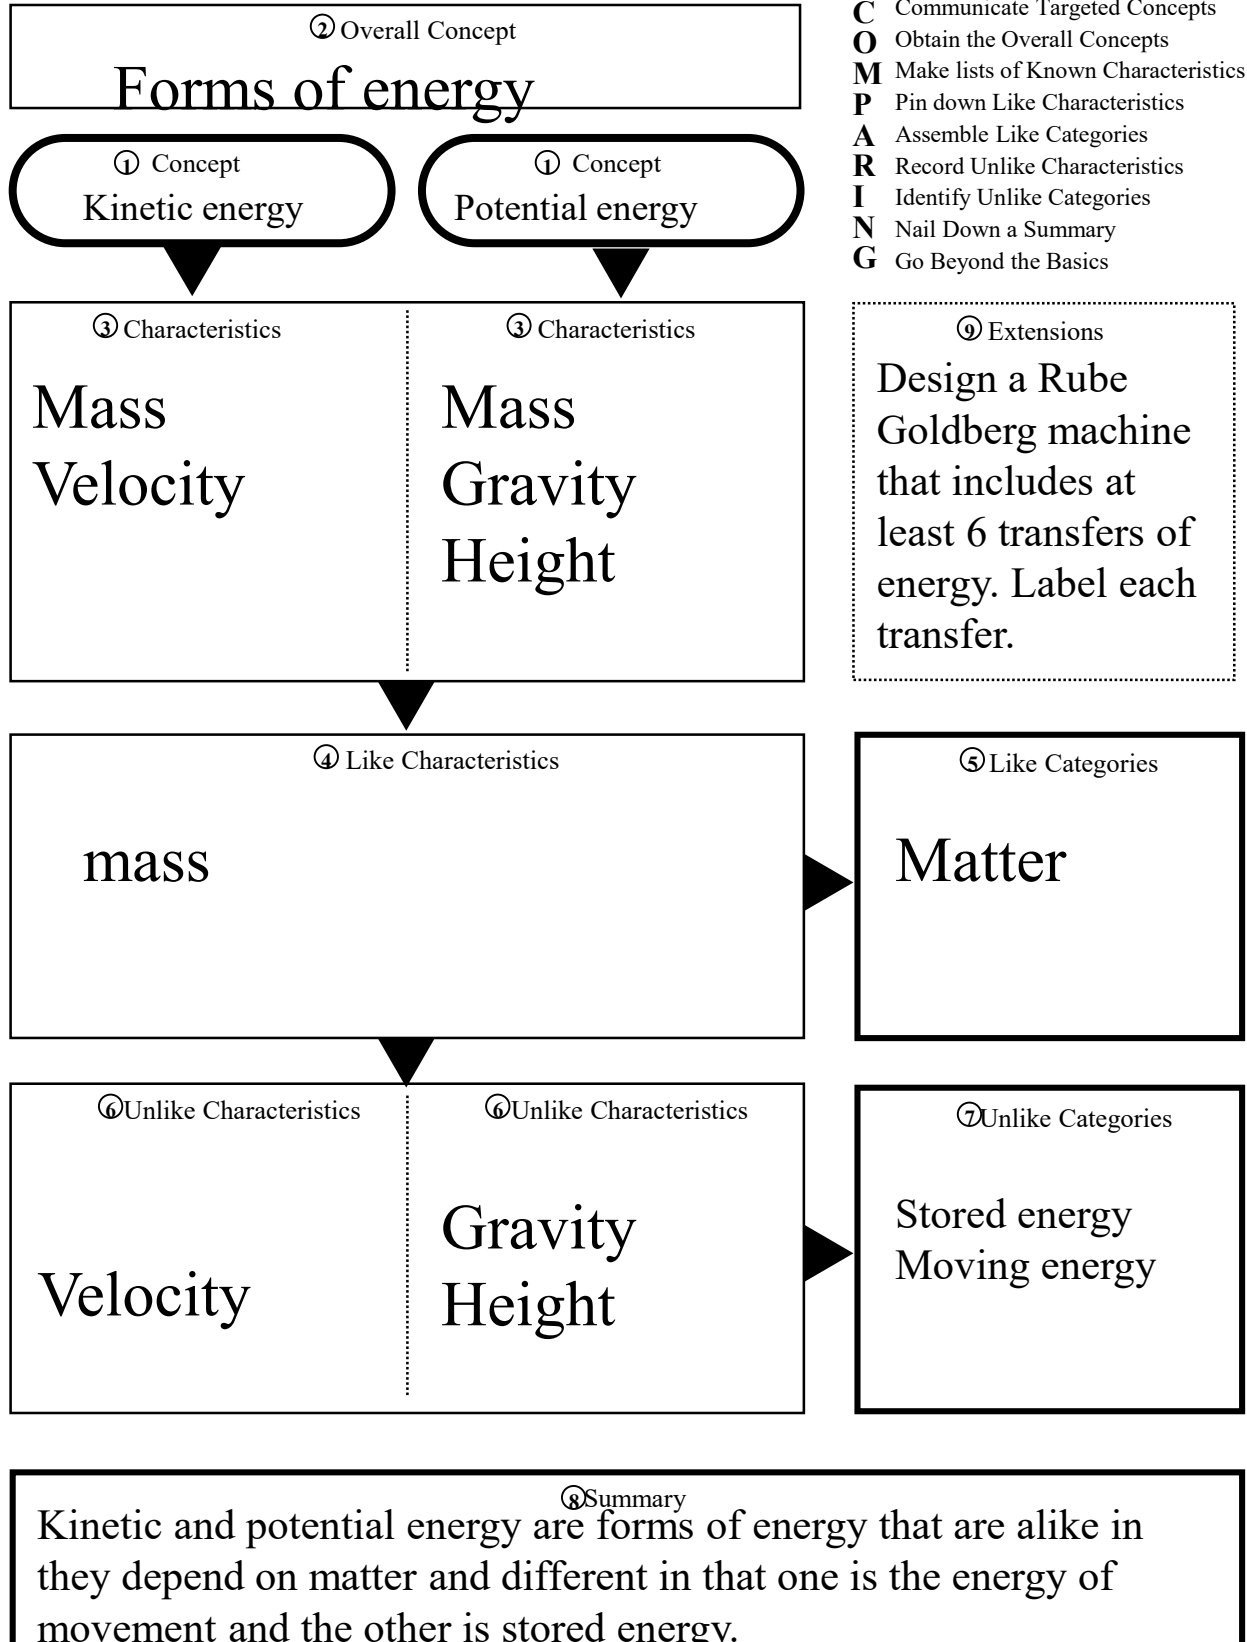 ② Overall Concept
Forms of energy
① Concept
Kinetic energy
① Concept
Potential energy
C Communicate Targeted Concepts
O Obtain the Overall Concepts
M Make lists of Known Characteristics
P Pin down Like Characteristics
A Assemble Like Categories
R Record Unlike Characteristics
I Identify Unlike Categories
N Nail Down a Summary
G Go Beyond the Basics
③ Characteristics
Mass
Velocity
③ Characteristics
Mass
Gravity
Height
⑨ Extensions
Design a Rube
Goldberg machine
that includes at
least 6 transfers of
energy. Label each
transfer.
④ Like Characteristics
mass
⑤ Like Categories
Matter
⑥ Unlike Characteristics
Velocity
⑥ Unlike Characteristics
Gravity
Height
⑦ Unlike Categories
Stored energy
Moving energy
⑧ Summary
Kinetic and potential energy are forms of energy that are alike in
they depend on matter and different in that one is the energy of
movement and the other is stored energy.